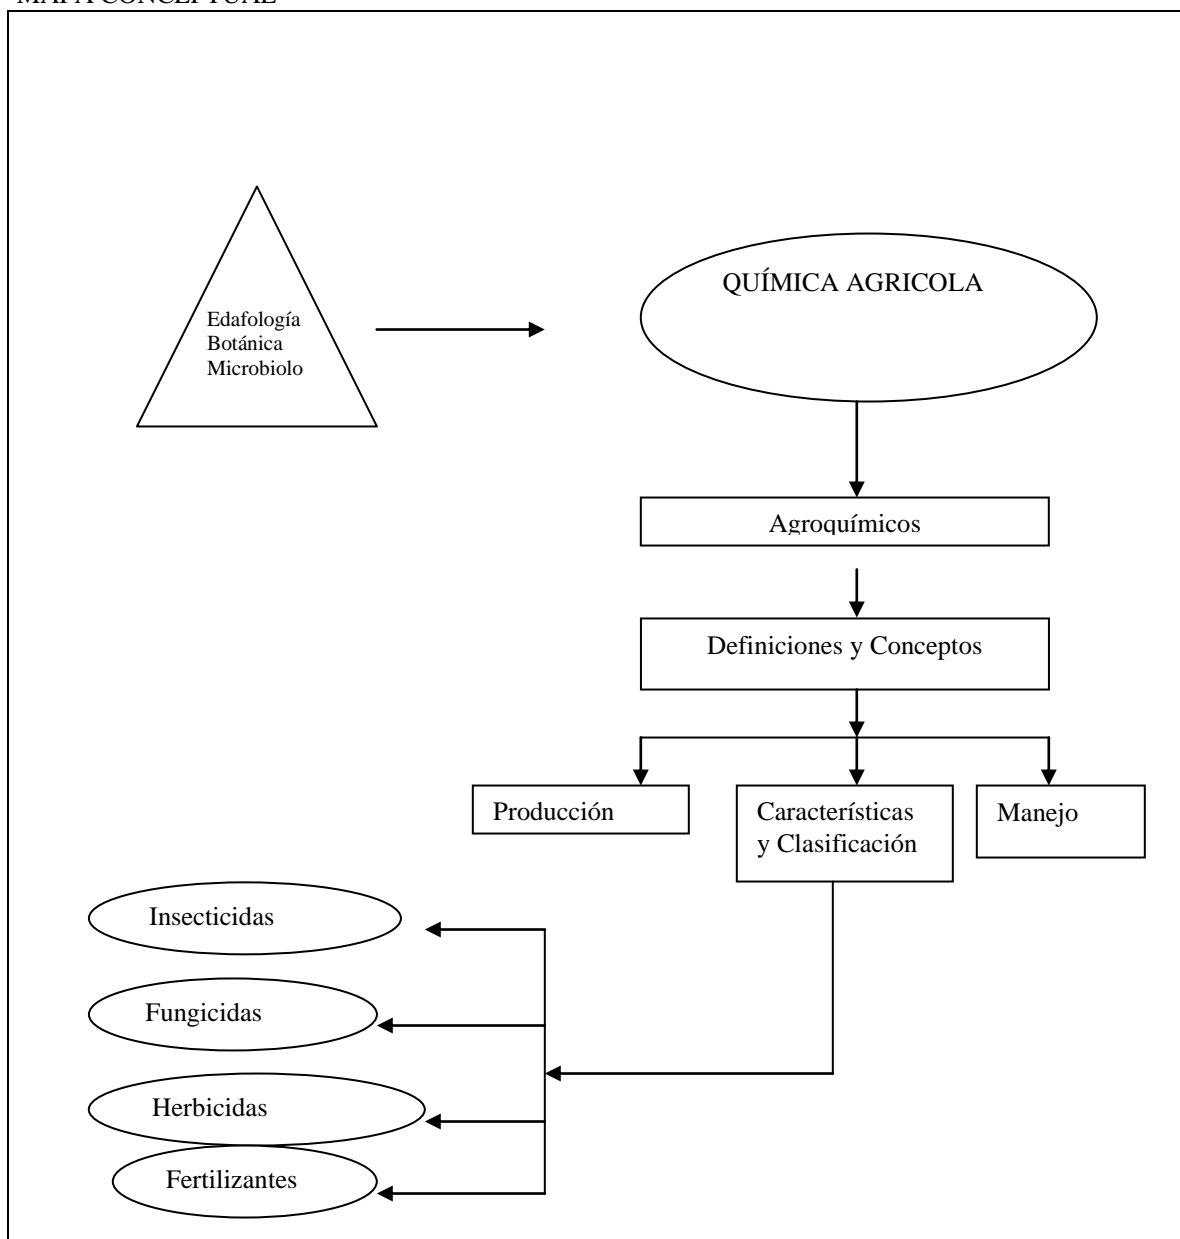 MAPA CONCEPTUAL
QUÍMICA AGRICOLA
Edafología
Botánica
Microbiolo
Agroquímicos
Definiciones y Conceptos
Producción
Características
y Clasificación
Manejo
Insecticidas
Fungicidas
Herbicidas
Fertilizantes